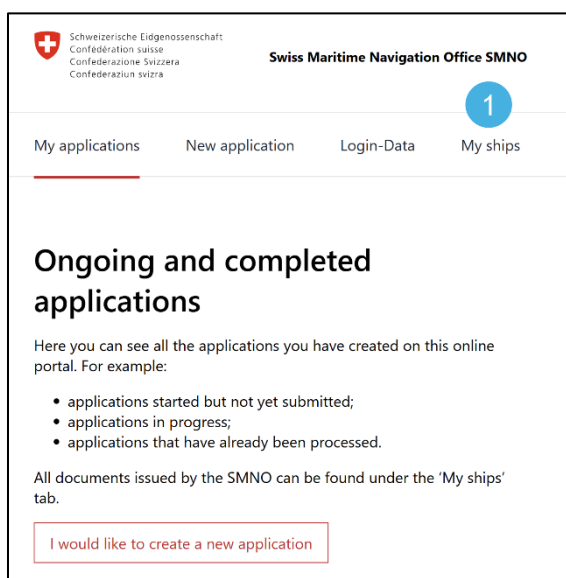 Schweizerische Eidgenossenschaft
Confédération suisse
Confederazione Svizzera
Confederaziun svizra
Swiss Maritime Navigation Office SMNO
1
My applications New application Login-Data My ships
Ongoing and completed
applications
Here you can see all the applications you have created on this online
portal. For example:
• applications started but not yet submitted;
• applications in progress;
• applications that have already been processed.
All documents issued by the SMNO can be found under the ‘My ships’
tab.
I would like to create a new application